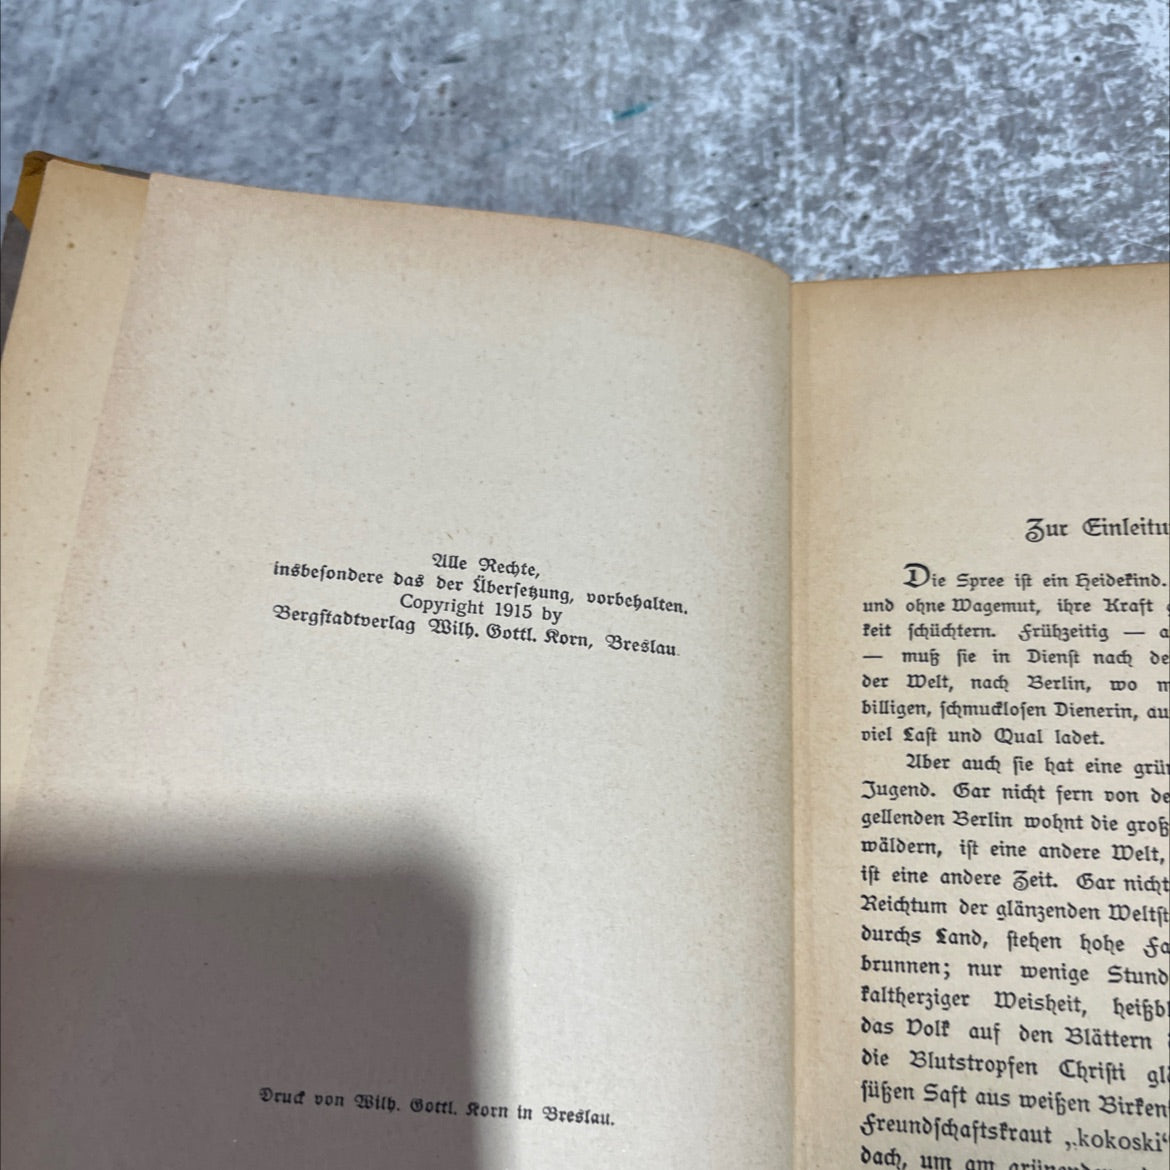 Alle Rechte,
insbesondere das der Übersetzung, vorbehalten.
Copyright 1915 by
Bergstadtverlag Wilh. Gottl. Korn, Breslau.
Druck von Wilh. Gottl. Korn in Breslau.
Zur Einleitu
Die Spree ist ein Heidekind.
und ohne Wagemut, ihre Kraft
keit schüchtern. Frühzeitig — a
— muß sie in Dienst nach de
der Welt, nach Berlin, wo m
billigen, schmucklosen Dienerin, au
viel Last und Qual ladet.
Aber auch sie hat eine grün
Jugend. Gar nicht fern von de
gellenden Berlin wohnt die groß
wäldern, ist eine andere Welt,
ist eine andere Zeit. Gar nicht
Reichtum der glänzenden Weltst
durchs Land, stehen hohe Fa
brunnen; nur wenige Stund
kaltherziger Weisheit, heißbl
das Volk auf den Blättern
die Blutstropfen Christi gl
süßen Saft aus weißen Birken
Freundschaftskraut „kokoski“
dach, um am grünenden